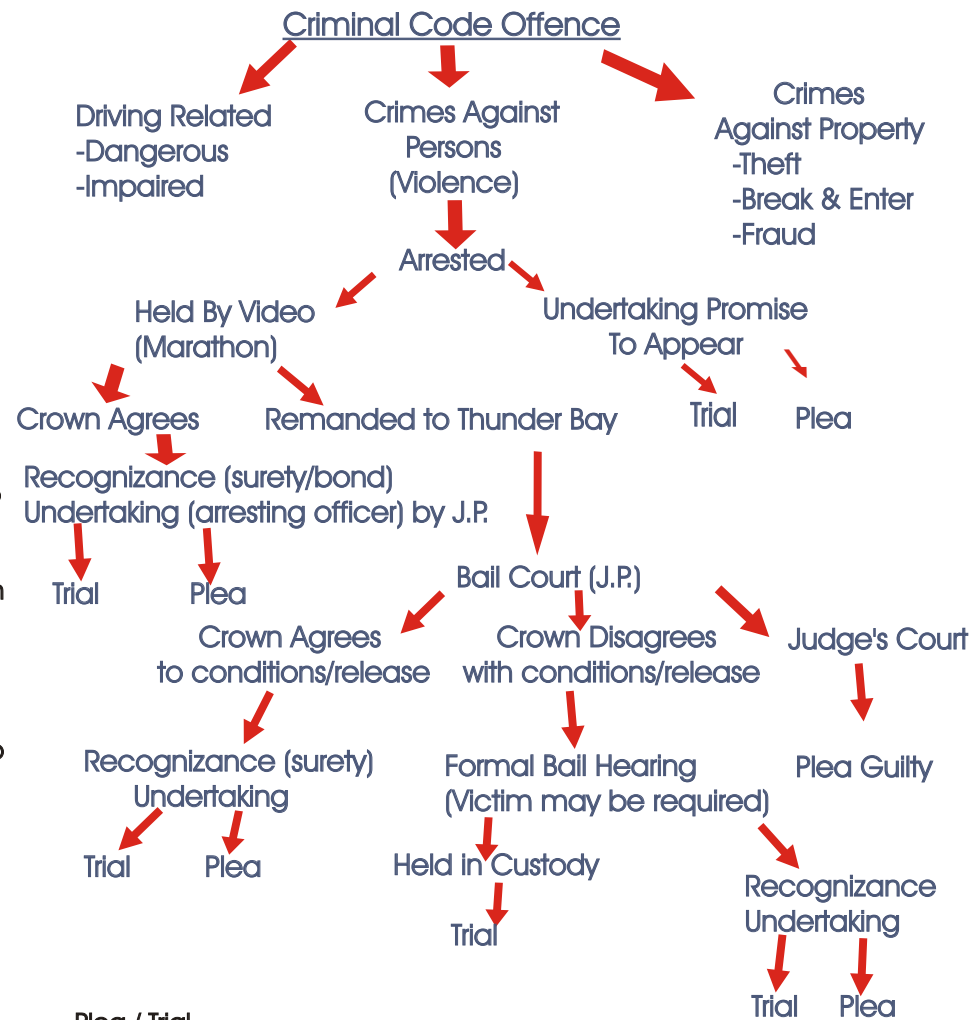 Criminal Code Offence
Driving Related
-Dangerous
-Impaired
Crimes Against
Persons
(Violence)
Crimes
Against Property
-Theft
-Break & Enter
-Fraud
Arrested
Held By Video
(Marathon)
Undertaking Promise
To Appear
Trial
Plea
Crown Agrees
Remanded to Thunder Bay
Recognizance (surety/bond)
Undertaking (arresting officer) by J.P.
Trial
Plea
Bail Court (J.P.)
Crown Agrees
to conditions/release
Crown Disagrees
with conditions/release
Judge's Court
Recognizance (surety)
Undertaking
Formal Bail Hearing
(Victim may be required)
Plea Guilty
Trial
Plea
Held in Custody
Trial
Recognizance
Undertaking
Trial
Plea
Plea / Trial